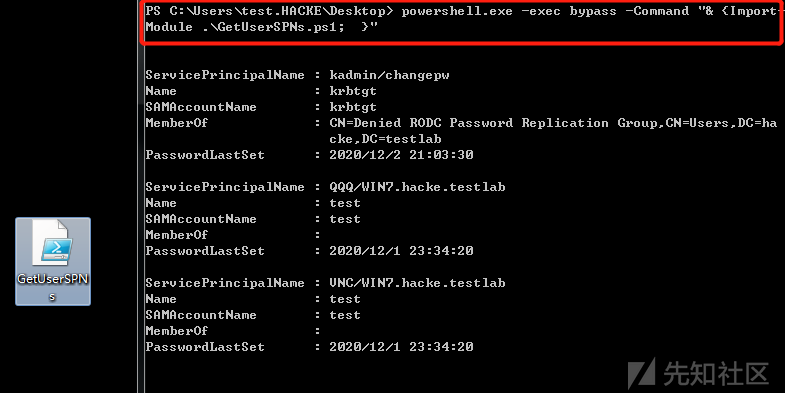 PS C:\Users\test.HACKE\Desktop> powershell.exe -exec bypass -Command "& {Import-
Module .\GetUserSPNs.ps1;  }"
ServicePrincipalName : kadmin/changepw
Name                 : krbtgt
SAMAccountName       : krbtgt
MemberOf             : CN=Denied RODC Password Replication Group,CN=Users,DC=ha
                       cke,DC=testlab
PasswordLastSet      : 2020/12/2 21:03:30
ServicePrincipalName : QQQ/WIN7.hacke.testlab
Name                 : test
SAMAccountName       : test
MemberOf             :
PasswordLastSet      : 2020/12/1 23:34:20
ServicePrincipalName : VNC/WIN7.hacke.testlab
Name                 : test
SAMAccountName       : test
MemberOf             :
PasswordLastSet      : 2020/12/1 23:34:20
GetUserSPN
s
先知社区